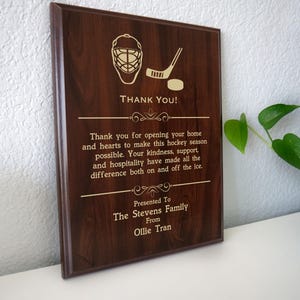 Thank You!
Thank you for opening your home
and hearts to make this hockey season
possible. Your kindness, support,
and hospitality have made all the
difference both on and off the ice.
Presented To
The Stevens Family
From
Ollie Tran